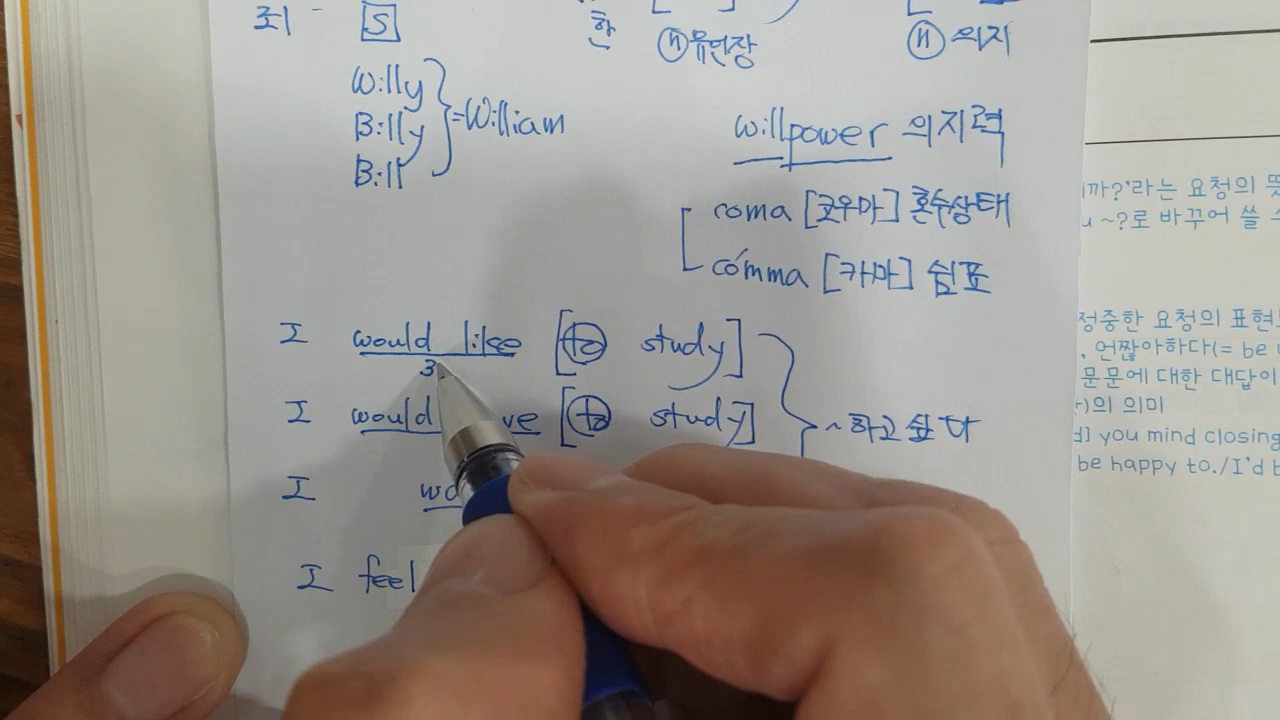 죄 - S 한 ⓝ유언장 ⓝ 의지
Willy
Billy
Bill
=William
willpower 의지력
coma [코우마] 혼수상태
cómma [카마] 쉼표
I would like [to study]
3
I would ve [to study]
~하고 싶다
I wa
I feel
까?'라는 요청의 뜻
u ~?로 바꾸어 쓸 수
정중한 요청의 표현
, 언짢아하다(= be
문문에 대한 대답이
)의 의미
d] you mind closing
be happy to./I'd b